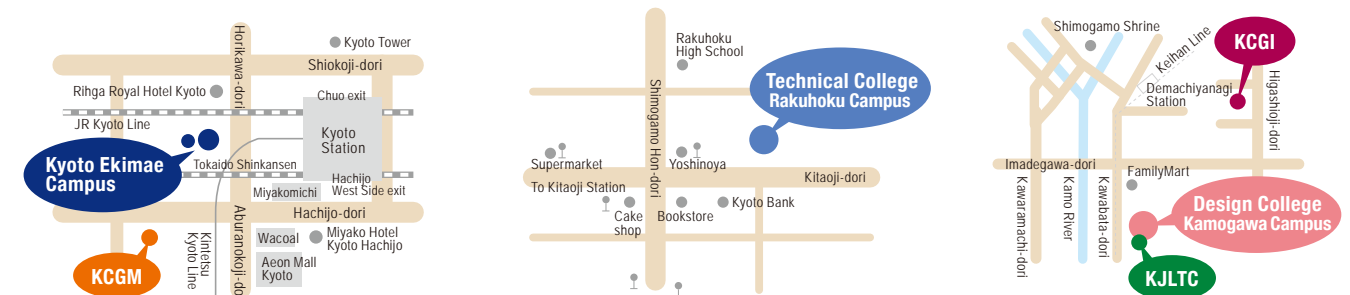 Horikawa-dori
Kyoto Tower
Shiokoji-dori
Rihga Royal Hotel Kyoto
Chuo exit
JR Kyoto Line
Kyoto
Station
Kyoto Ekimae
Campus
Tokaido Shinkansen
Hachijo
West Side exit
Miyakomichi
Hachijo-dori
Kintetsu
Kyoto Line
Aburanokoji-do
Wacoal
Miyako Hotel
Kyoto Hachijo
Aeon Mall
Kyoto
KCGM
Rakuhoku
High School
Technical College
Rakuhoku Campus
Shimogamo Hon-dori
Supermarket
Yoshinoya
Kitaoji-dori
To Kitaoji Station
Cake
shop
Bookstore
Kyoto Bank
Shimogamo Shrine
Keihan Line
KCGI
Demachiyanagi
Station
Higashioji-dori
Imadegawa-dori
FamilyMart
Kawaramachi-dori
Kamo River
Kawabata-dori
Design College
Kamogawa Campus
KJLTC